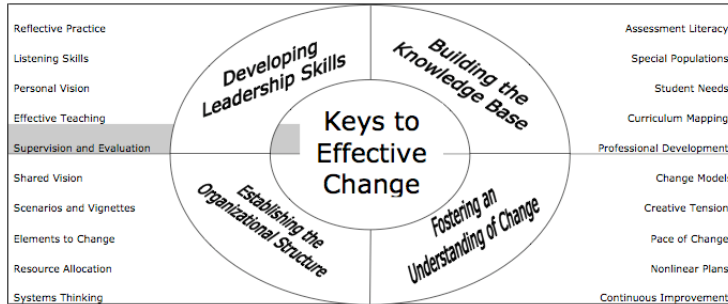 Reflective Practice
Listening Skills
Personal Vision
Effective Teaching
Supervision and Evaluation
Shared Vision
Scenarios and Vignettes
Elements to Change
Resource Allocation
Systems Thinking
Developing
Leadership Skills
Building the
Knowledge Base
Keys to
Effective
Change
Establishing the
Organizational Structure
Fostering an
Understanding of Change
Assessment Literacy
Special Populations
Student Needs
Curriculum Mapping
Professional Development
Change Models
Creative Tension
Pace of Change
Nonlinear Plans
Continuous Improvement